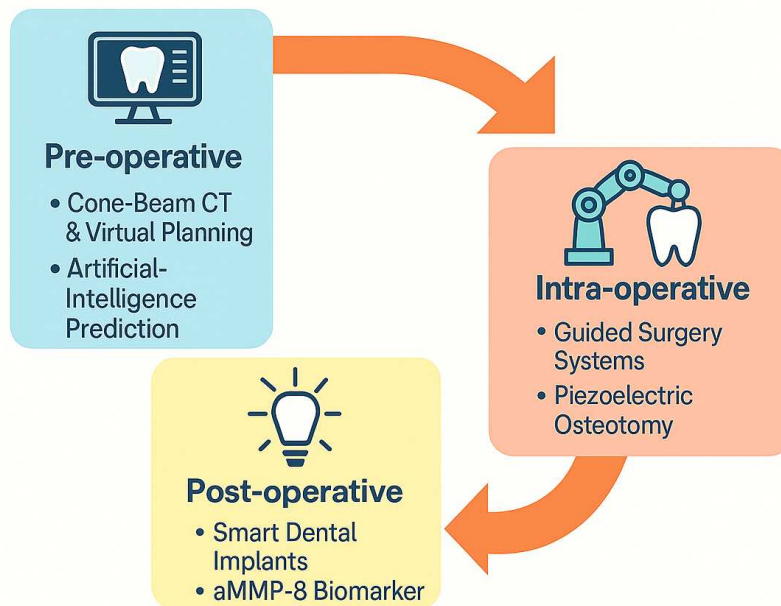 Pre-operative
• Cone-Beam CT
& Virtual Planning
• Artificial-
Intelligence
Prediction
Intra-operative
• Guided Surgery
Systems
• Piezoelectric
Osteotomy
Post-operative
• Smart Dental
Implants
• aMMP-8 Biomarker